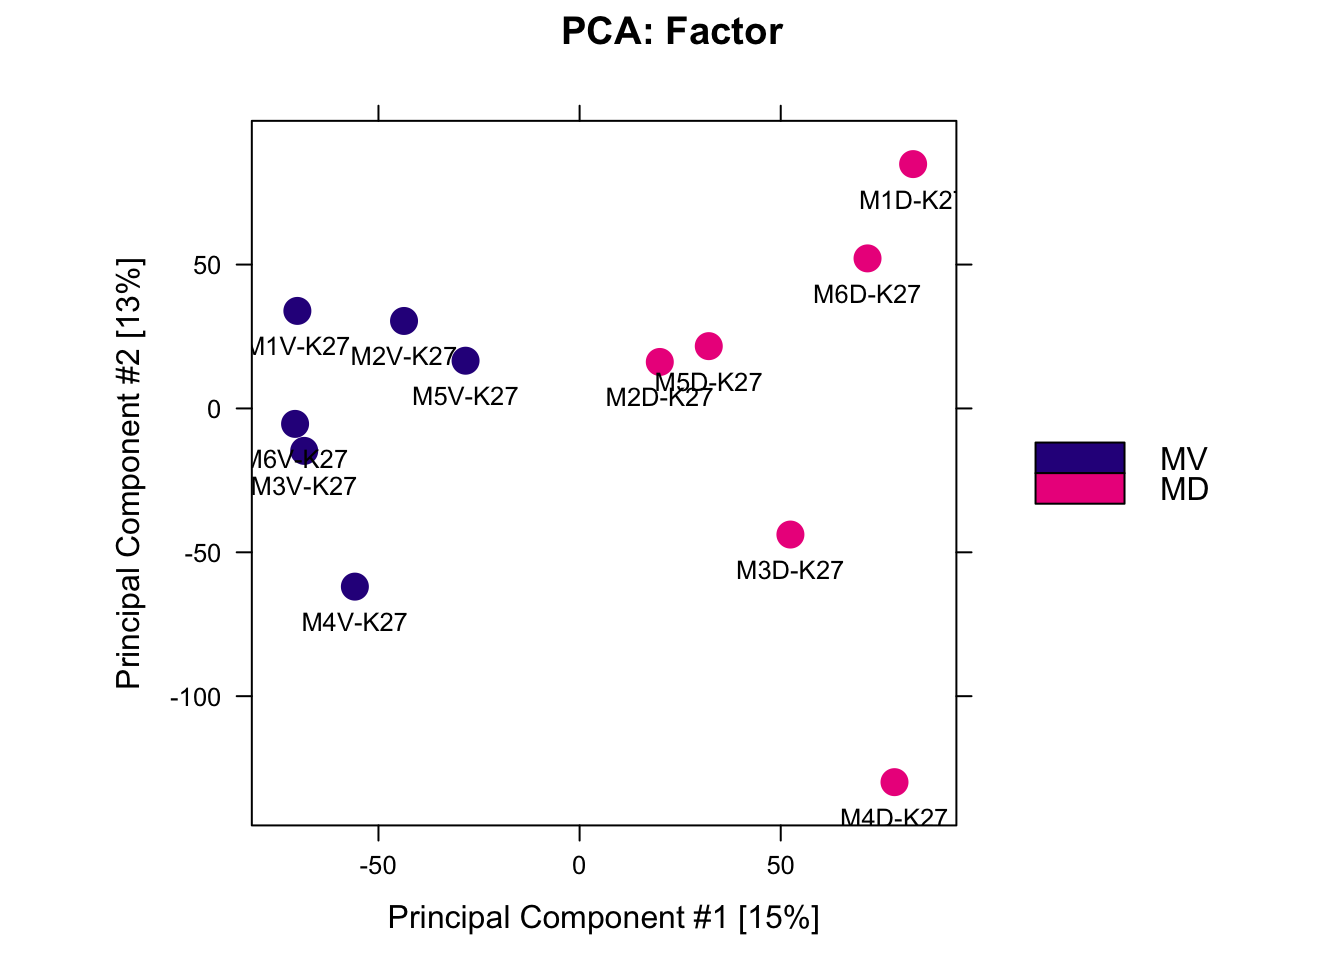 PCA: Factor
M1D-K27
50
M6D-K27
M1V-K27
M2V-K27
M5V-K27
M5D-K27
M2D-K27
0
M6V-K27
M3V-K27
MV
MD
-50
M3D-K27
M4V-K27
-100
M4D-K27
-50
0
50
Principal Component #1 [15%]
Principal Component #2 [13%]